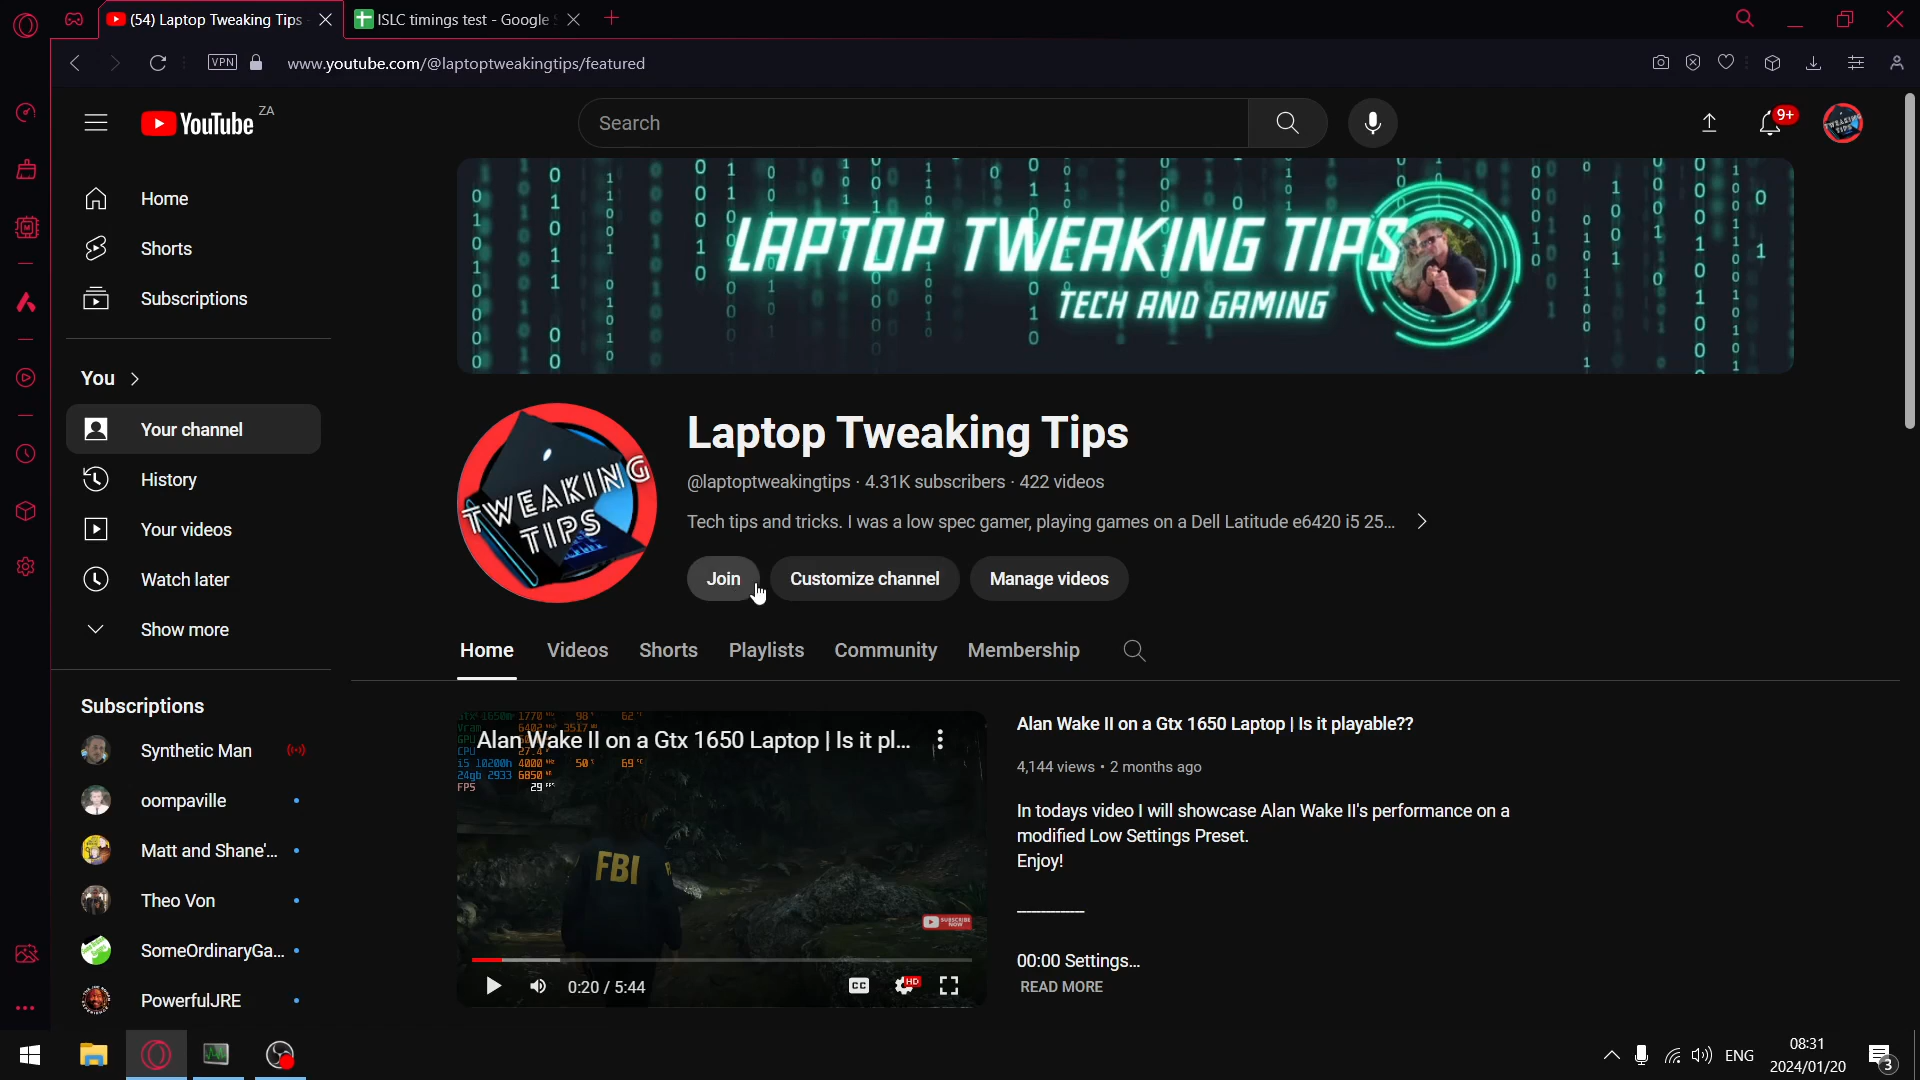 (54) Laptop Tweaking Tips
ISLC timings test - Google
VPN
www.youtube.com/@laptoptweakingtips/featured
YouTube ZA
Search
9+
Home
Shorts
Subscriptions
You
Your channel
History
Your videos
Watch later
Show more
Subscriptions
Synthetic Man
oompaville
Matt and Shane'...
Theo Von
SomeOrdinaryGa...
PowerfulJRE
LAPTOP TWEAKING TIPS
TECH AND GAMING
TWEAKING
TIPS
Laptop Tweaking Tips
@laptoptweakingtips · 4.31K subscribers · 422 videos
Tech tips and tricks. I was a low spec gamer, playing games on a Dell Latitude e6420 i5 25...
Join
Customize channel
Manage videos
Home
Videos
Shorts
Playlists
Community
Membership
Alan Wake II on a Gtx 1650 Laptop | Is it pl...
FBI
SUBSCRIBE
NOW
0:20 / 5:44
CC
HD
Alan Wake II on a Gtx 1650 Laptop | Is it playable??
4,144 views • 2 months ago
In todays video I will showcase Alan Wake II's performance on a
modified Low Settings Preset.
Enjoy!
00:00 Settings...
READ MORE
ENG
08:31
2024/01/20
3